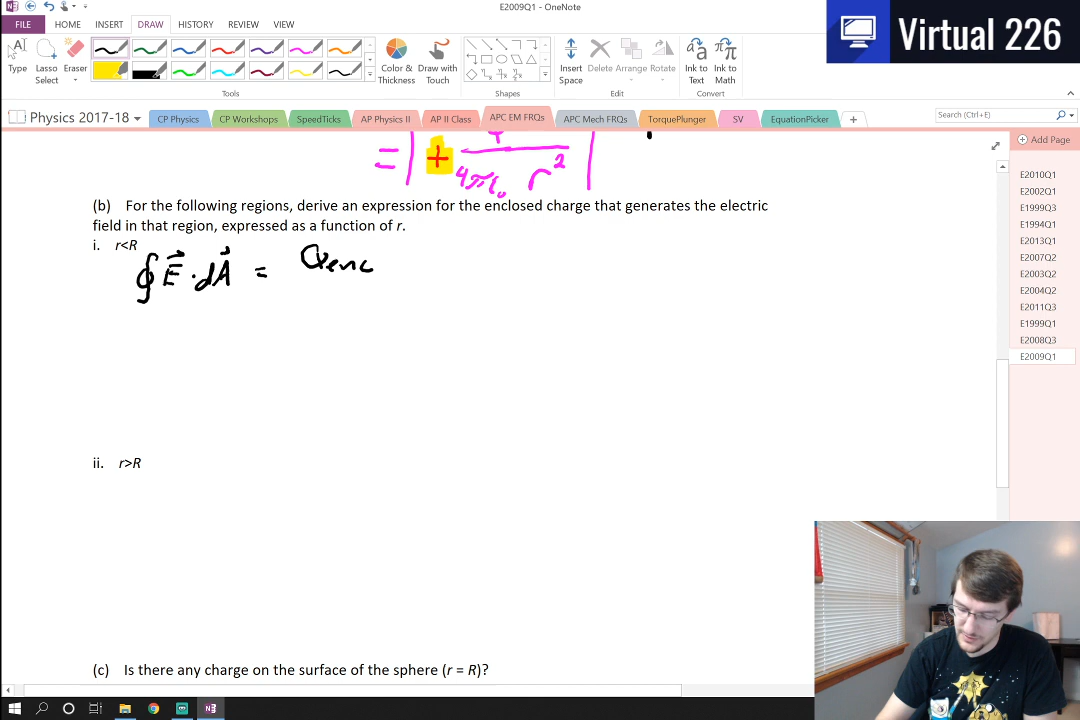 E2009Q1 - OneNote
Virtual 226
FILE HOME INSERT DRAW HISTORY REVIEW VIEW
Type Lasso Select Eraser Color & Thickness Draw with Touch Insert Space Delete Arrange Rotate Ink to Text Ink to Math
Tools Shapes Edit Convert
Physics 2017-18 CP Physics CP Workshops SpeedTicks AP Physics II AP II Class APC EM FRQs APC Mech FRQs TorquePlunger SV EquationPicker + Search (Ctrl+E)
Add Page
E2010Q1
E2002Q1
E1999Q3
E1994Q1
E2013Q1
E2007Q2
E2003Q2
E2004Q2
E2011Q3
E1999Q1
E2008Q3
E2009Q1
= | + 4πε₀ r² |
(b) For the following regions, derive an expression for the enclosed charge that generates the electric
field in that region, expressed as a function of r.
i. r<R
∮ E⃗ · dA⃗ = Qenc
ii. r>R
(c) Is there any charge on the surface of the sphere (r = R)?